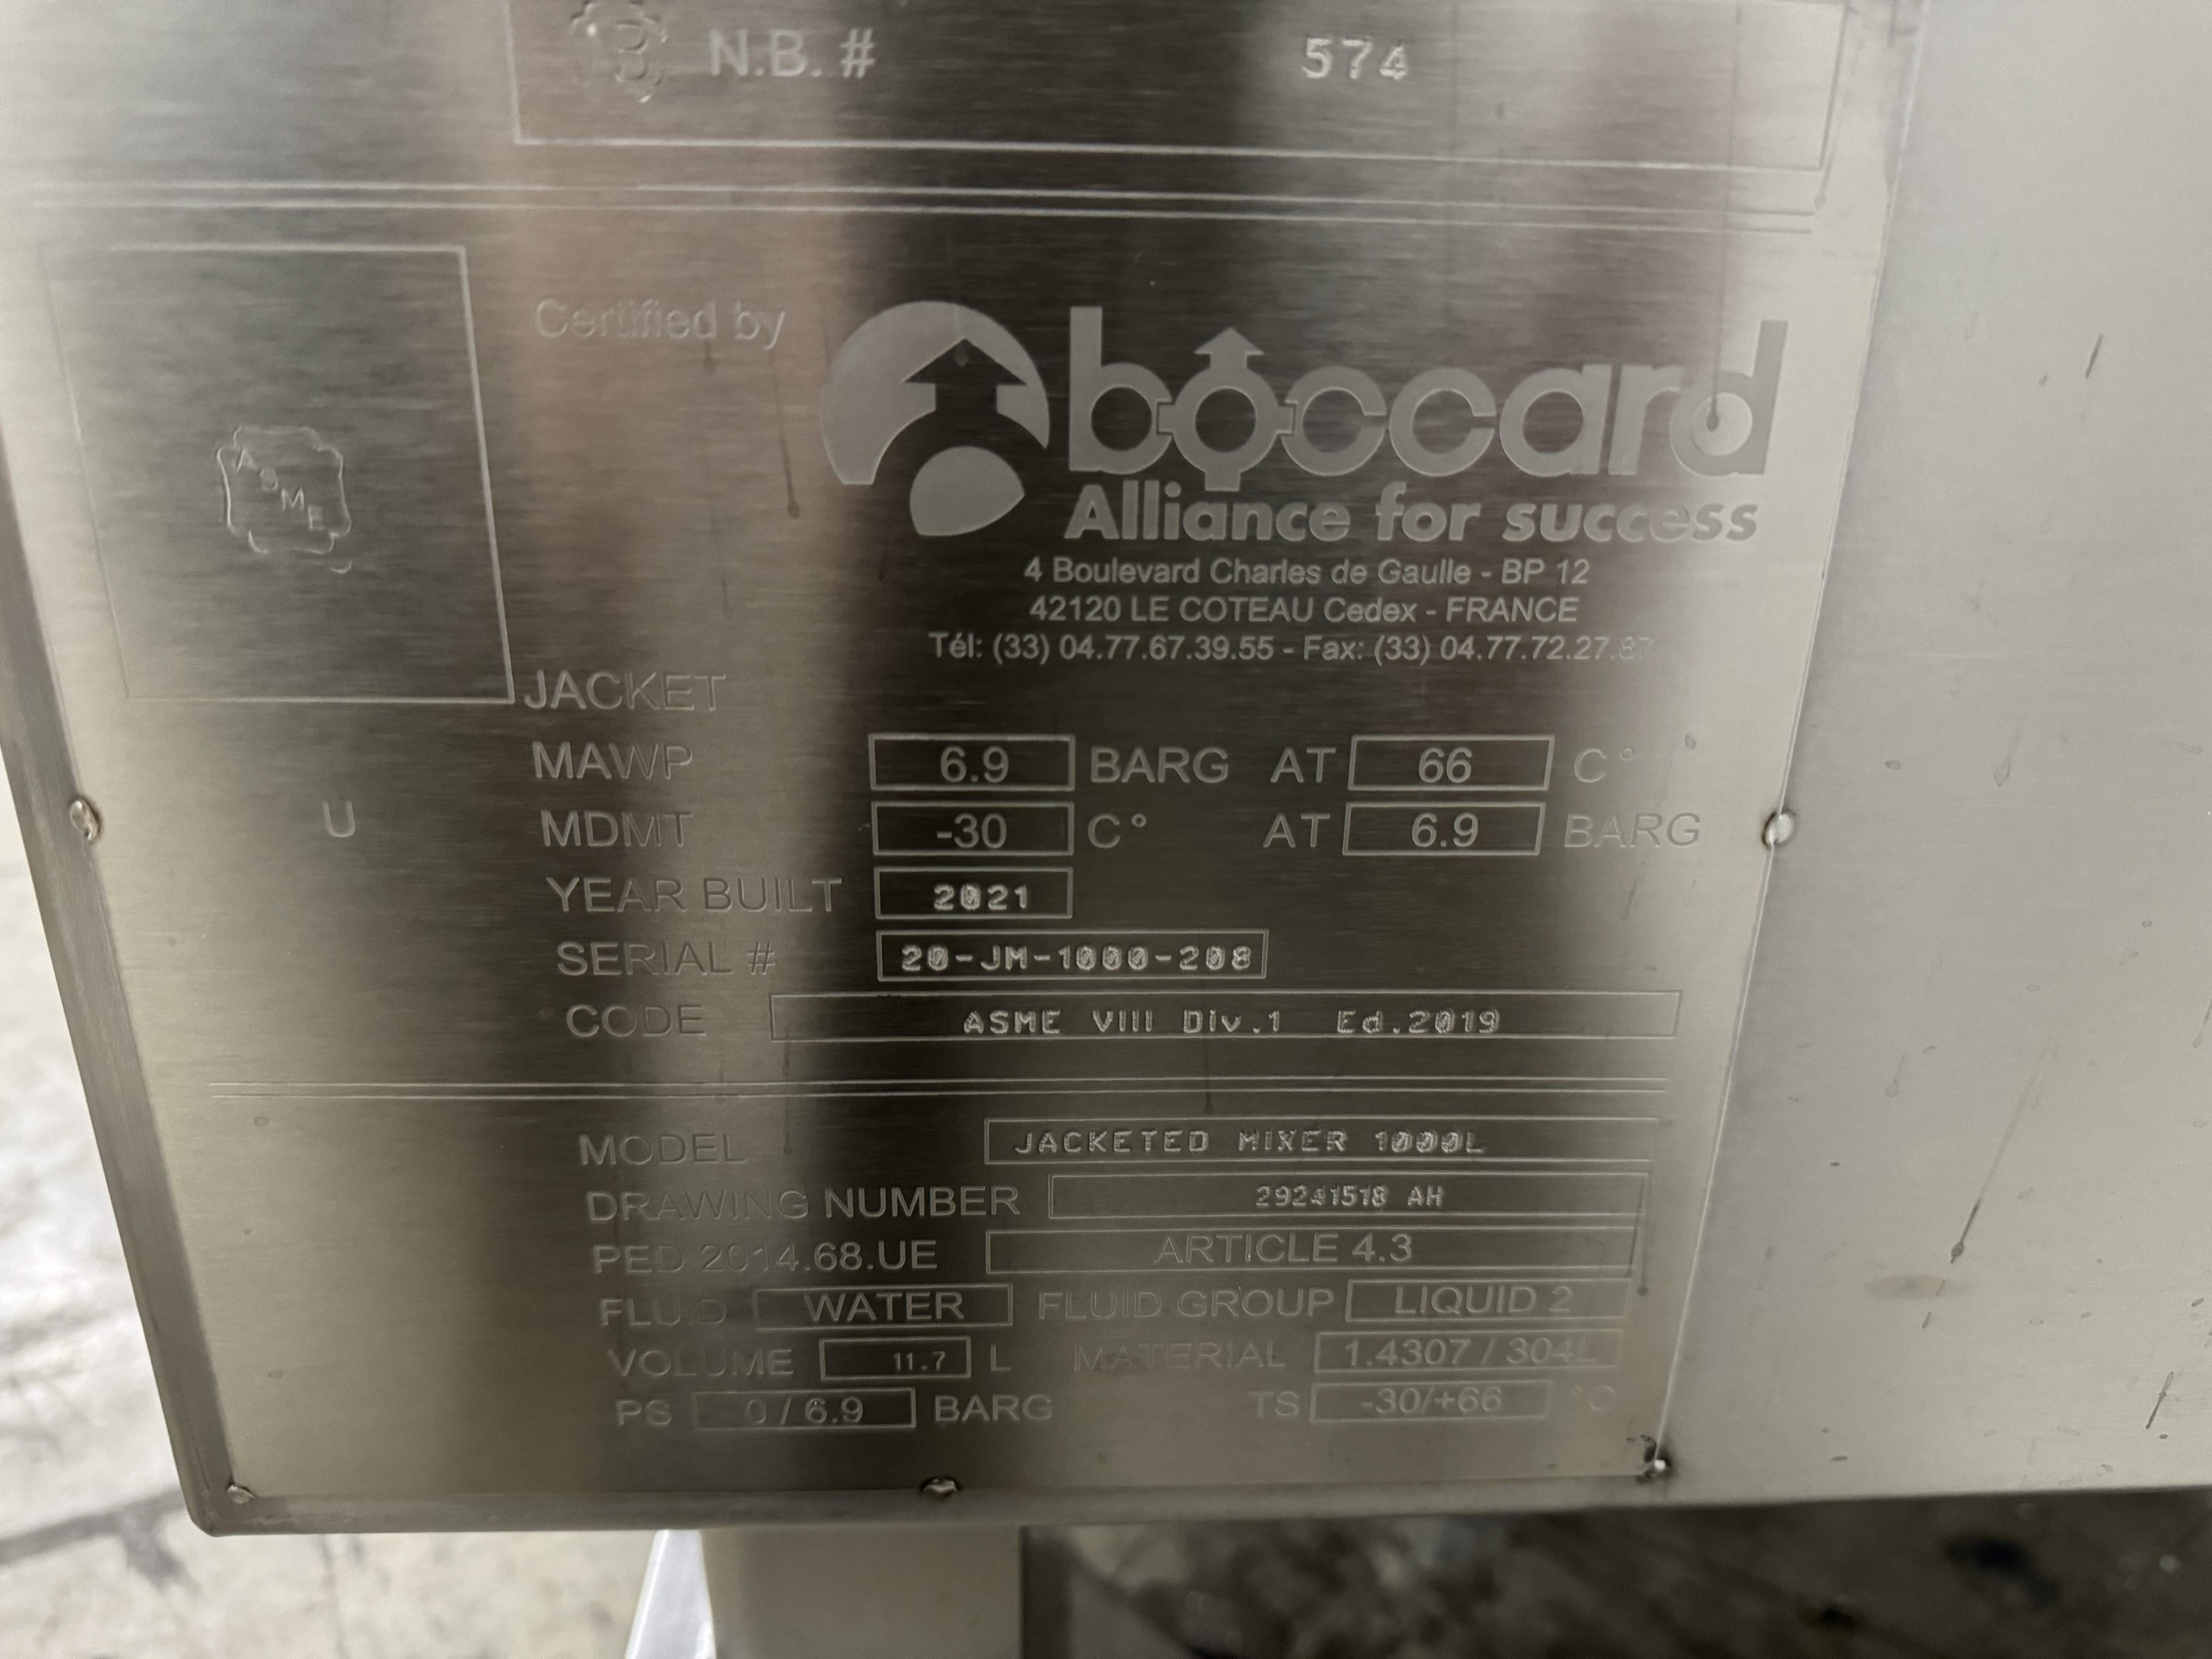 N.B. # 574
ASME
Certified by
boccard
Alliance for success
4 Boulevard Charles de Gaulle - BP 12
42120 LE COTEAU Cedex - FRANCE
Tél: (33) 04.77.67.39.55 - Fax: (33) 04.77.72.27.87
JACKET
MAWP 6.9 BARG AT 66 C°
U
MDMT -30 C° AT 6.9 BARG
YEAR BUILT 2021
SERIAL # 20-JM-1000-208
CODE ASME VIII Div.1 Ed.2019
MODEL JACKETED MIXER 1000L
DRAWING NUMBER 29241518 AH
PED 2014.68.UE ARTICLE 4.3
FLUID WATER FLUID GROUP LIQUID 2
VOLUME 11.7 L MATERIAL 1.4307 / 304L
PS 0 / 6.9 BARG TS -30/+66 °C